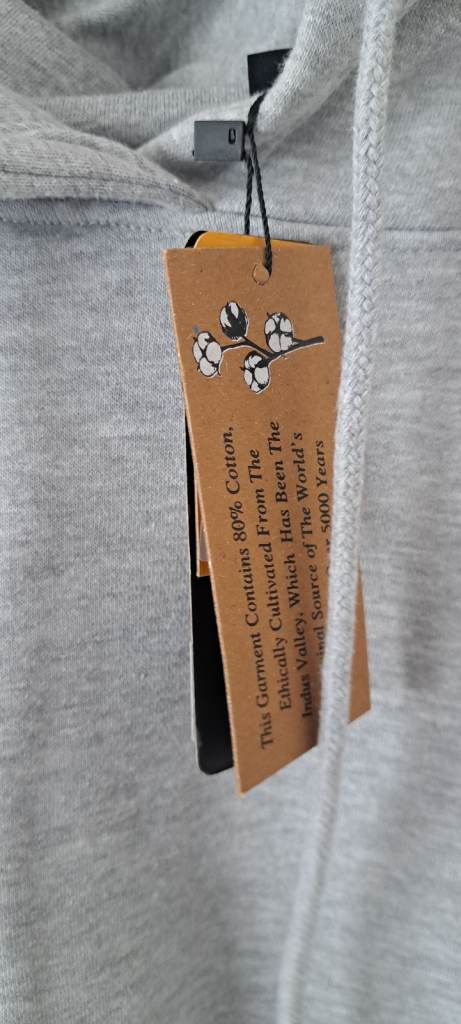 This Garment Contains 80% Cotton,
Ethically Cultivated From The
Indus Valley, Which Has Been The
Source of The World's
5000 Years